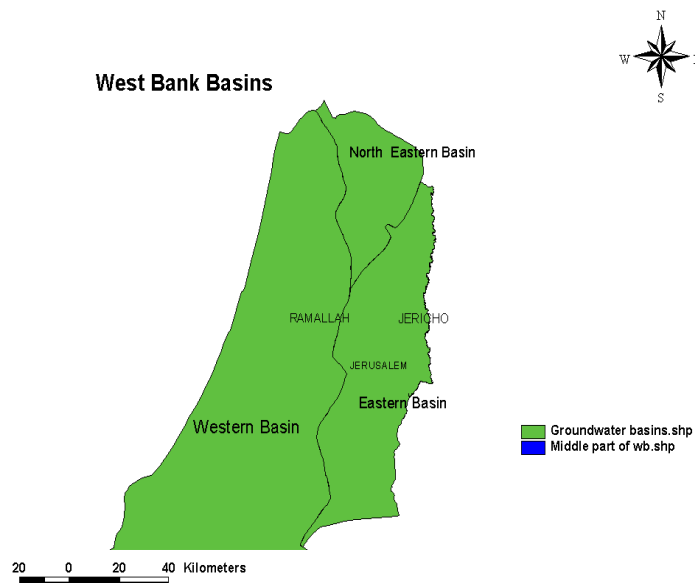 N
W
S
West Bank Basins
North Eastern Basin
RAMALLAH
JERICHO
JERUSALEM
Eastern Basin
Western Basin
Groundwater basins.shp
Middle part of wb.shp
20 0 20 40 Kilometers